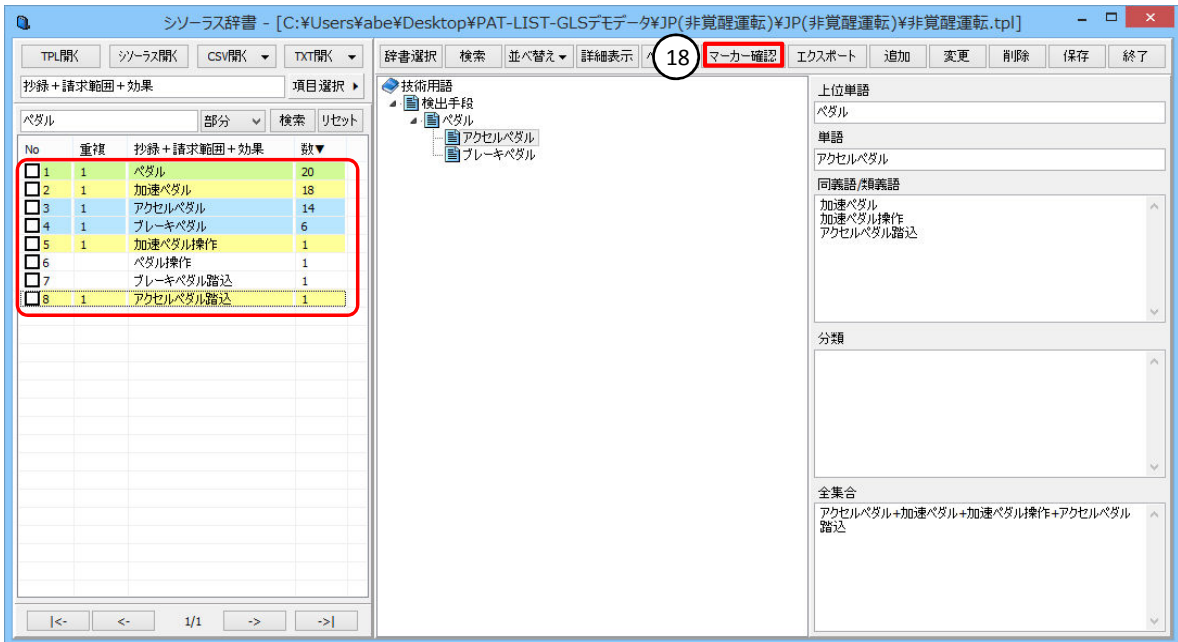 シソーラス辞書 - [C:¥Users¥abe¥Desktop¥PAT-LIST-GLSデモデータ¥JP(非覚醒運転)¥JP(非覚醒運転)¥非覚醒運転.tpl]
TPL開く シソーラス開く CSV開く TXT開く
辞書選択 検索 並べ替え 詳細表示 18 マーカー確認 エクスポート 追加 変更 削除 保存 終了
抄録+請求範囲+効果 項目選択
ペダル 部分 検索 リセット
No 重複 抄録+請求範囲+効果 数▼
1 1 ペダル 20
2 1 加速ペダル 18
3 1 アクセルペダル 14
4 1 ブレーキペダル 6
5 1 加速ペダル操作 1
6 ペダル操作 1
7 ブレーキペダル踏込 1
8 1 アクセルペダル踏込 1
|<- <- 1/1 -> ->|
技術用語
検出手段
ペダル
アクセルペダル
ブレーキペダル
上位単語
ペダル
単語
アクセルペダル
同義語/類義語
加速ペダル
加速ペダル操作
アクセルペダル踏込
分類
全集合
アクセルペダル+加速ペダル+加速ペダル操作+アクセルペダル
踏込